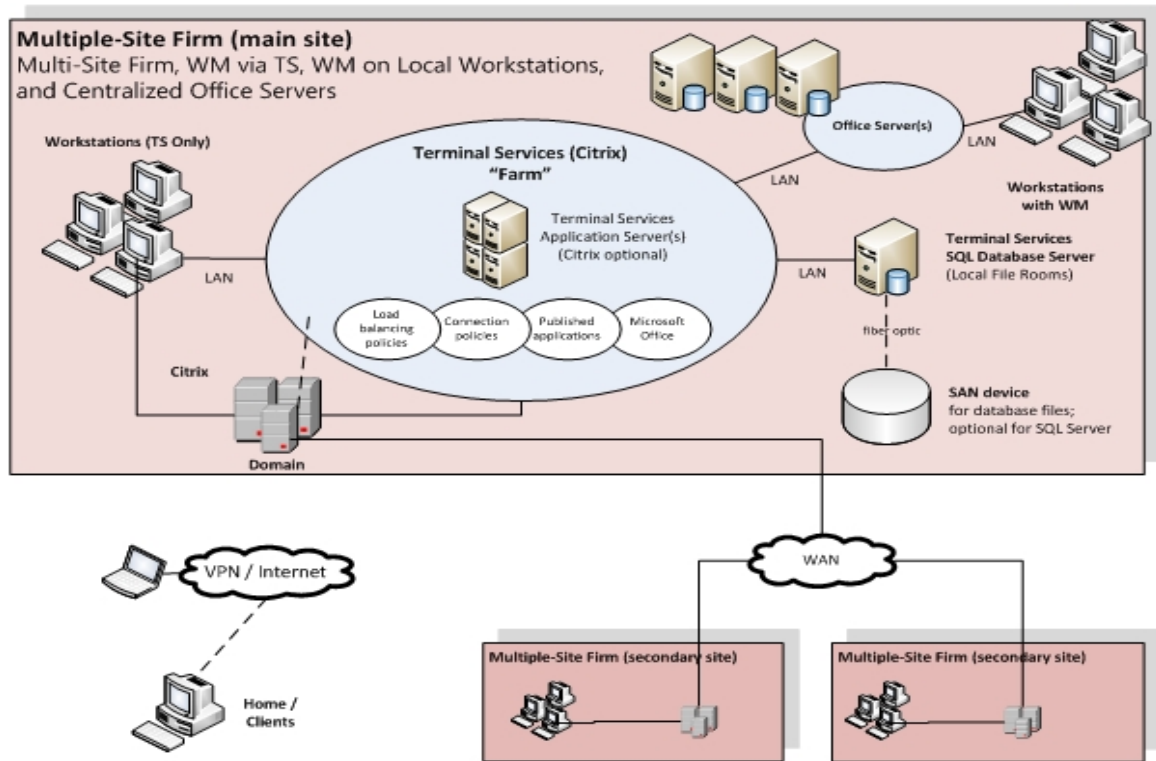 Multiple-Site Firm (main site)
Multi-Site Firm, WM via TS, WM on Local Workstations,
and Centralized Office Servers
Workstations (TS Only)
LAN
Terminal Services (Citrix)
"Farm"
Terminal Services
Application Server(s)
(Citrix optional)
Load
balancing
policies
Connection
policies
Published
applications
Microsoft
Office
Office Server(s)
LAN
LAN
Workstations
with WM
LAN
Terminal Services
SQL Database Server
(Local File Rooms)
fiber optic
SAN device
for database files;
optional for SQL Server
Citrix
Domain
VPN / Internet
Home /
Clients
WAN
Multiple-Site Firm (secondary site)
Multiple-Site Firm (secondary site)